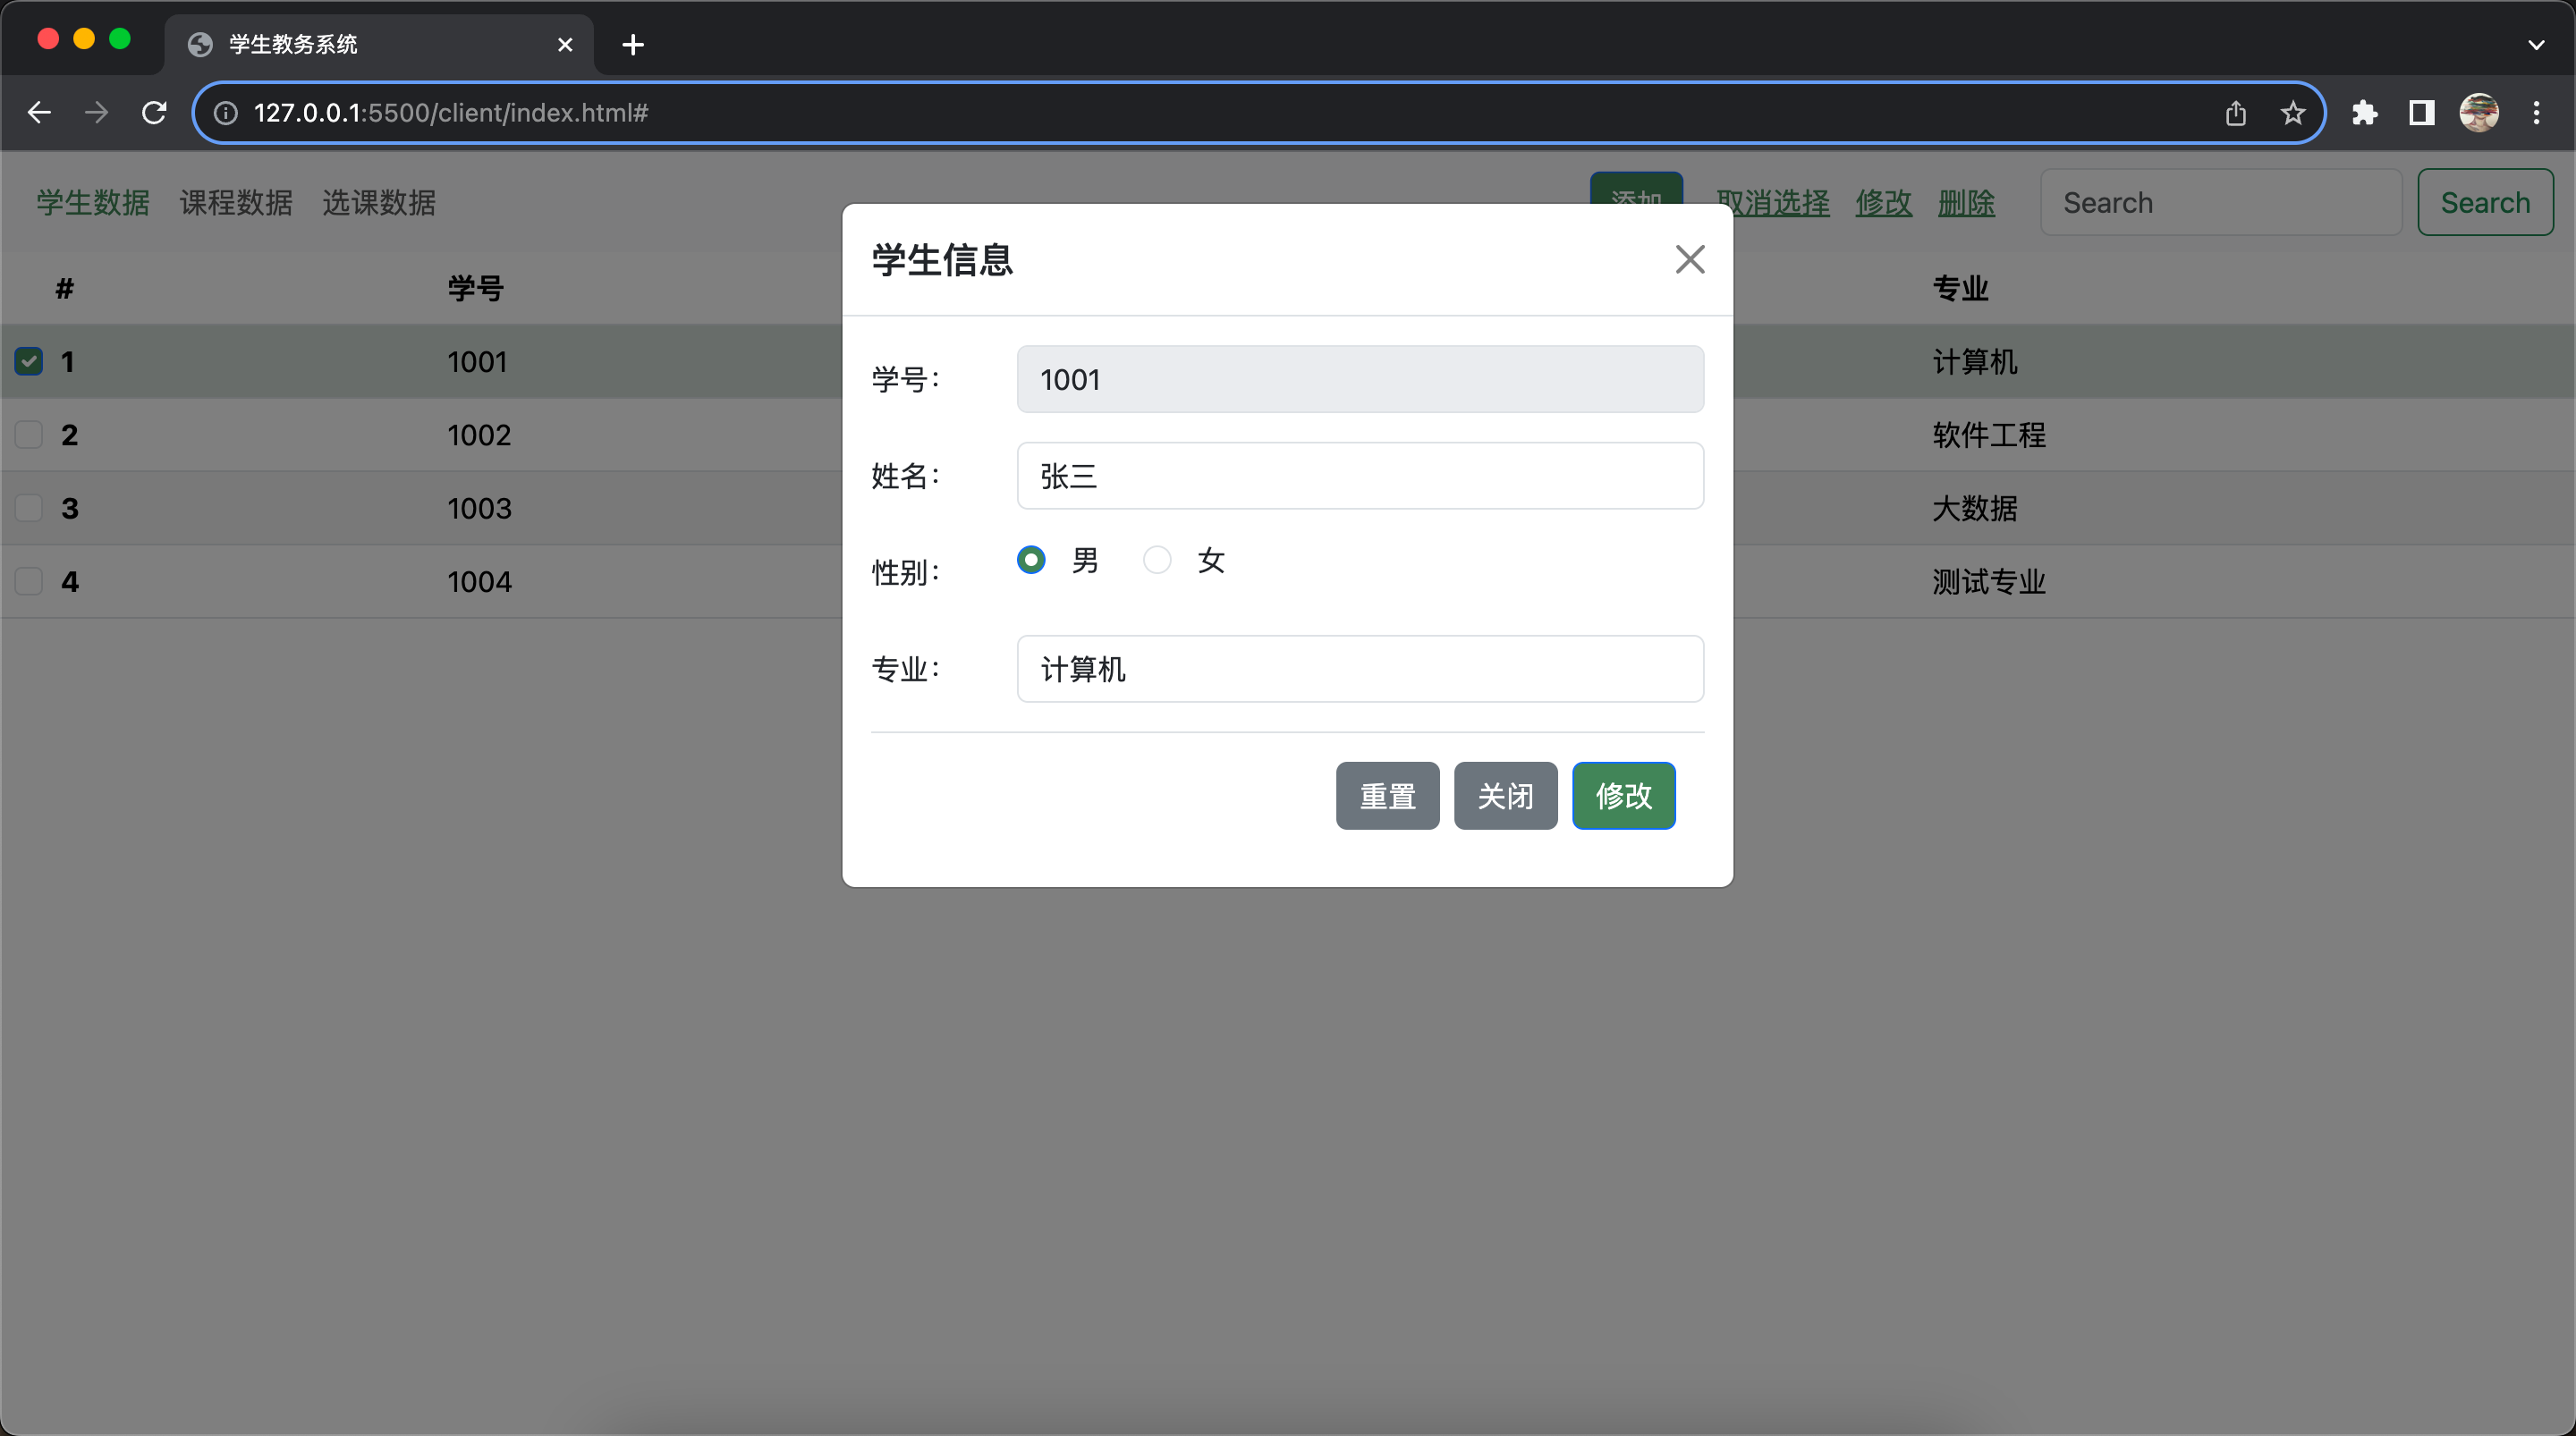 学生教务系统
127.0.0.1:5500/client/index.html#
学生数据 课程数据 选课数据 添加 取消选择 修改 删除 Search Search
# 学号 专业
1 1001 计算机
2 1002 软件工程
3 1003 大数据
4 1004 测试专业
学生信息
学号： 1001
姓名： 张三
性别： 男 女
专业： 计算机
重置 关闭 修改